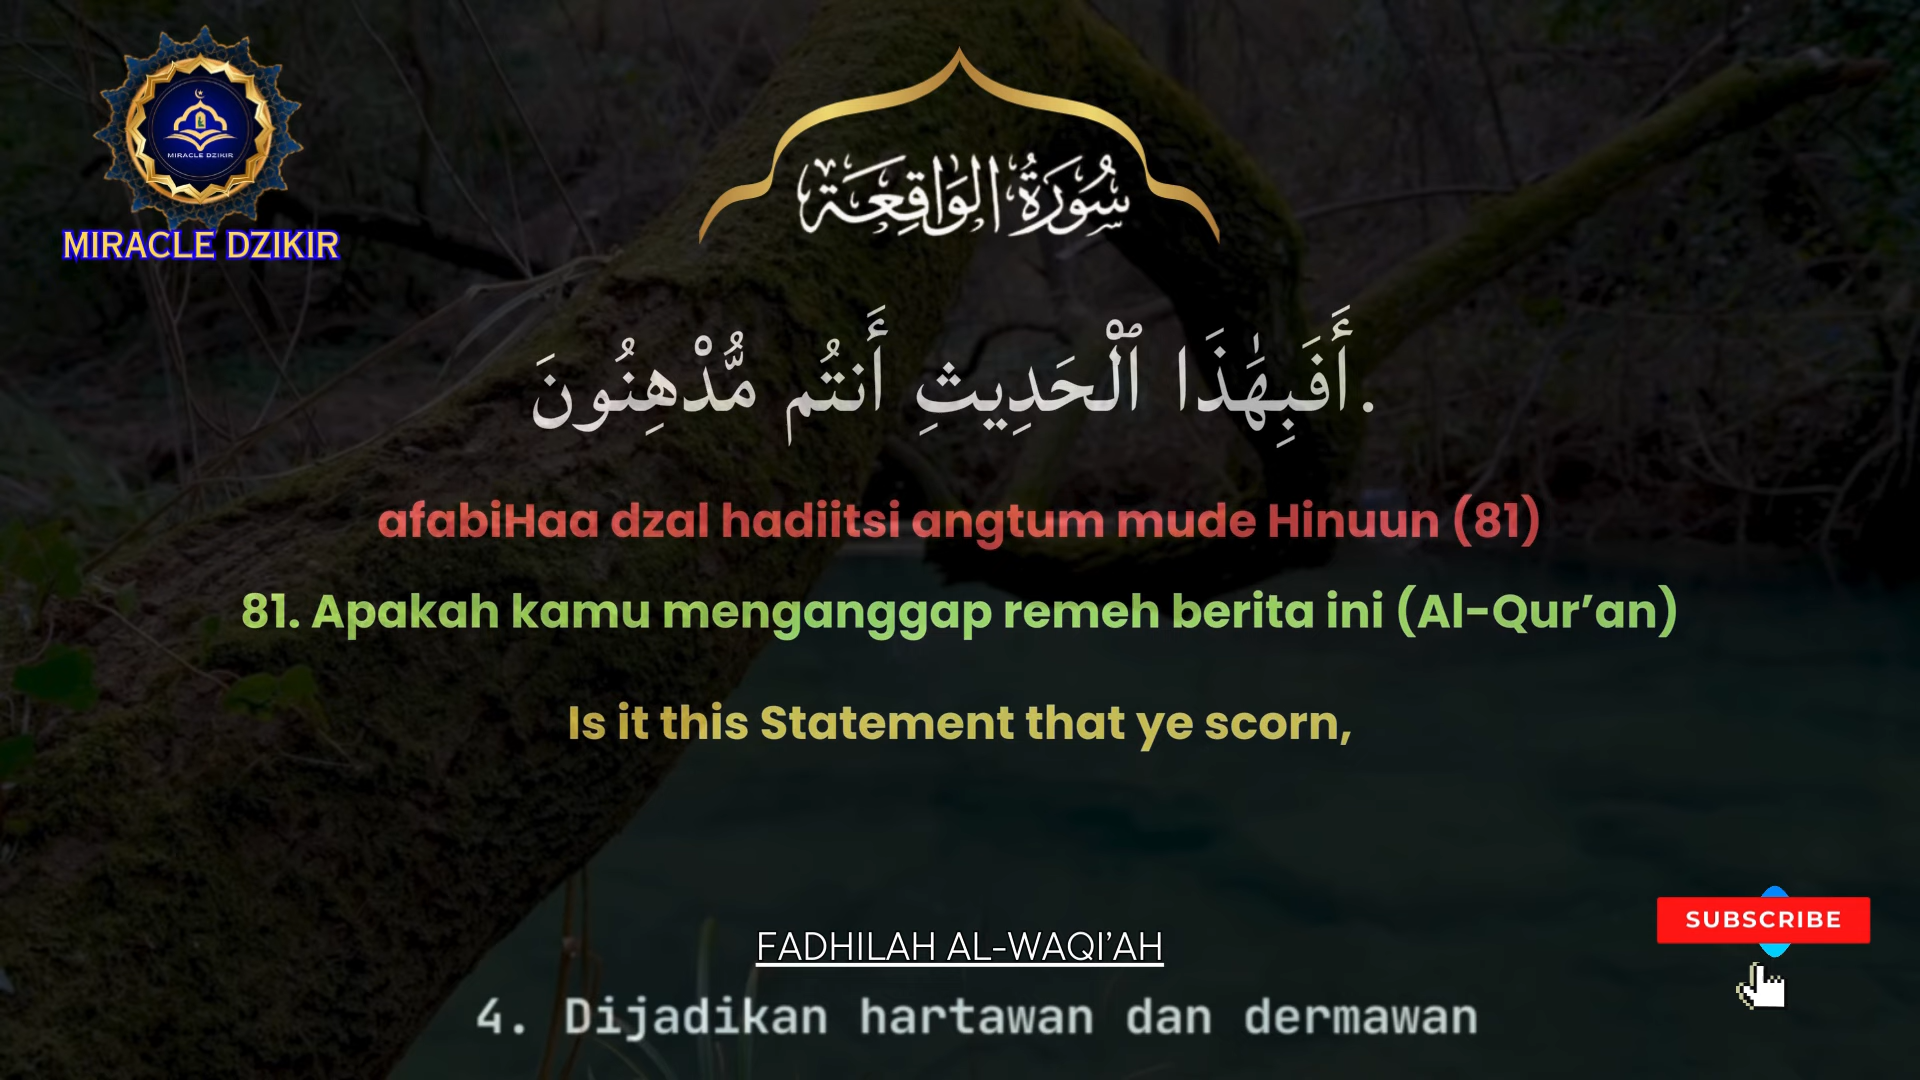 MIRACLE DZIKIR
MIRACLE DZIKIR
سُورَةُ الوَاقِعَة
أَفَبِهَٰذَا ٱلْحَدِيثِ أَنتُم مُّدْهِنُونَ.
afabiHaa dzal hadiitsi angtum mude Hinuun (81)
81. Apakah kamu menganggap remeh berita ini (Al-Qur’an)
Is it this Statement that ye scorn,
SUBSCRIBE
FADHILAH AL-WAQI’AH
4. Dijadikan hartawan dan dermawan